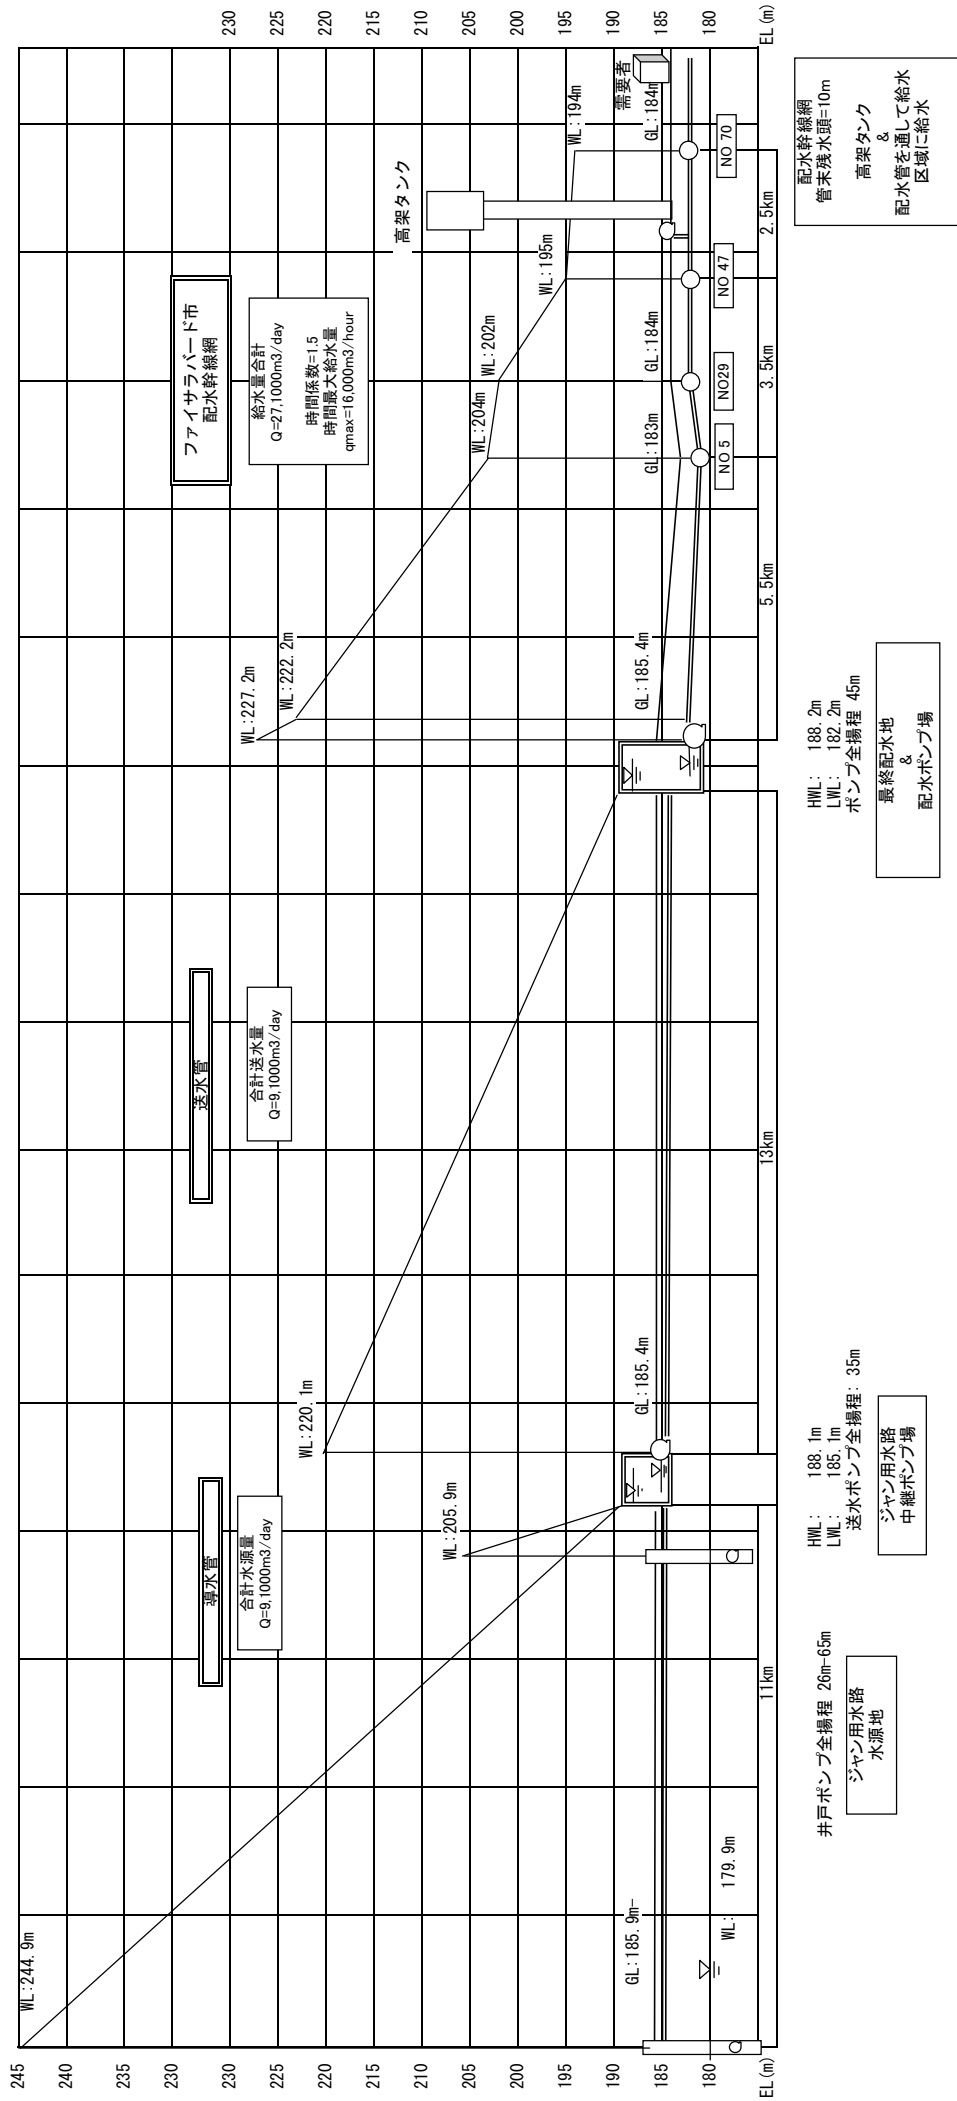 245
240
235
230
230
225
220
215
210
205
200
195
190
185
180
EL(m)
WL:244.9m
GL:185.9m-
WL:
179.9m
導水管
合計水源量
Q=9,1000m3/day
WL:205.9m
11km
井戸ポンプ全揚程 26m-65m
ジャン用水路
水源地
WL:220.1m
GL:185.4m
HWL: 188.1m
LWL: 185.1m
送水ポンプ全揚程: 35m
ジャン用水路
中継ポンプ場
送水管
合計送水量
Q=9,1000m3/day
13km
WL:227.2m
WL:222.2m
GL:185.4m
HWL: 188.2m
LWL: 182.2m
ポンプ全揚程 45m
最終配水地
&
配水ポンプ場
5.5km
ファイサラバード市
配水幹線網
給水量合計
Q=27,1000m3/day
時間係数=1.5
時間最大給水量
qmax=16,000m3/hour
WL:204m
WL:202m
WL:195m
WL:194m
高架タンク
需要者
GL:183m
GL:184m
GL:184m
NO 5
NO29
NO 47
NO 70
3.5km
2.5km
230
225
220
215
210
205
200
195
190
185
180
EL(m)
配水幹線網
管末残水頭=10m
高架タンク
&
配水管を通して給水
区域に給水